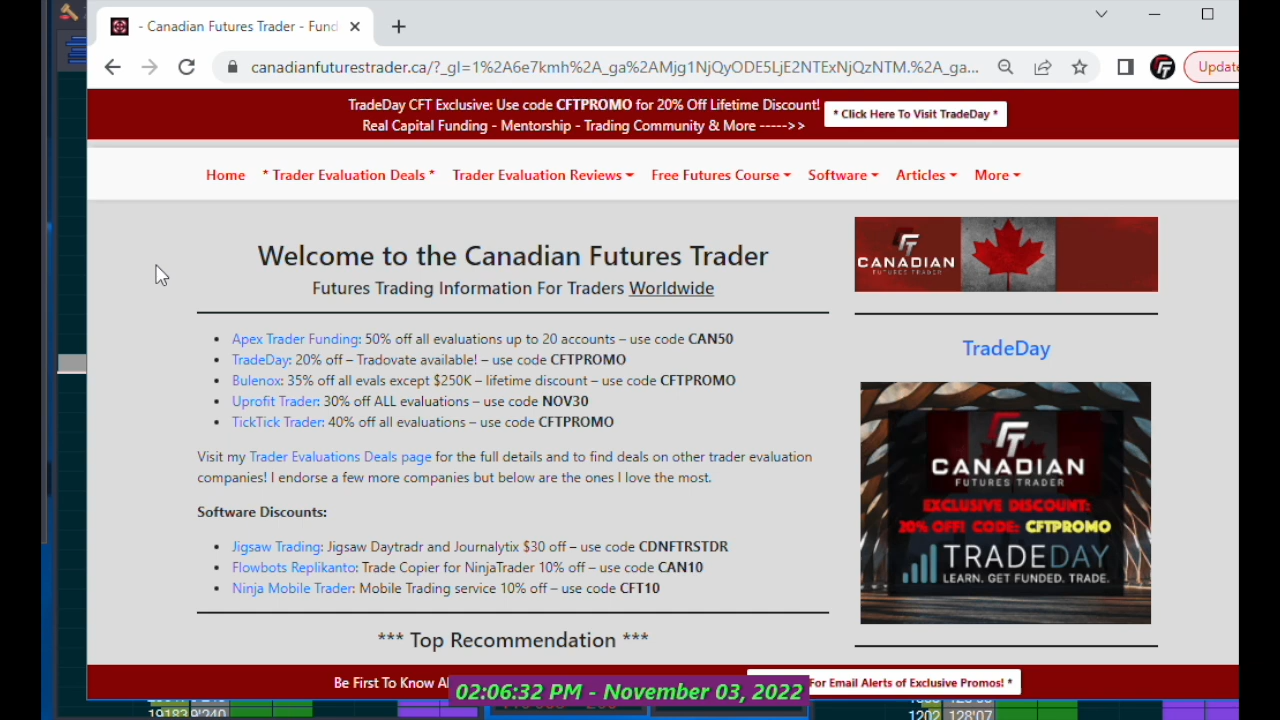 - Canadian Futures Trader - Fund
canadianfuturestrader.ca/?_gl=1%2A6e7kmh%2A_ga%2AMjg1NjQyODE5LjE2NTExNjQzNTM.%2A_ga...
Update
TradeDay CFT Exclusive: Use code CFTPROMO for 20% Off Lifetime Discount!
Real Capital Funding - Mentorship - Trading Community & More ----->>
* Click Here To Visit TradeDay *
Home * Trader Evaluation Deals * Trader Evaluation Reviews Free Futures Course Software Articles More
Welcome to the Canadian Futures Trader
Futures Trading Information For Traders Worldwide
• Apex Trader Funding: 50% off all evaluations up to 20 accounts – use code CAN50
• TradeDay: 20% off – Tradovate available! – use code CFTPROMO
• Bulenox: 35% off all evals except $250K – lifetime discount – use code CFTPROMO
• Uprofit Trader: 30% off ALL evaluations – use code NOV30
• TickTick Trader: 40% off all evaluations – use code CFTPROMO
Visit my Trader Evaluations Deals page for the full details and to find deals on other trader evaluation
companies! I endorse a few more companies but below are the ones I love the most.
Software Discounts:
• Jigsaw Trading: Jigsaw Daytradr and Journalytix $30 off – use code CDNFTRSTDR
• Flowbots Replikanto: Trade Copier for NinjaTrader 10% off – use code CAN10
• Ninja Mobile Trader: Mobile Trading service 10% off – use code CFT10
*** Top Recommendation ***
CANADIAN
FUTURES TRADER
TradeDay
CANADIAN
FUTURES TRADER
EXCLUSIVE DISCOUNT:
20% OFF! CODE: CFTPROMO
TRADEDAY
LEARN. GET FUNDED. TRADE.
Be First To Know Al
For Email Alerts of Exclusive Promos! *
02:06:32 PM - November 03, 2022
1202 128'07